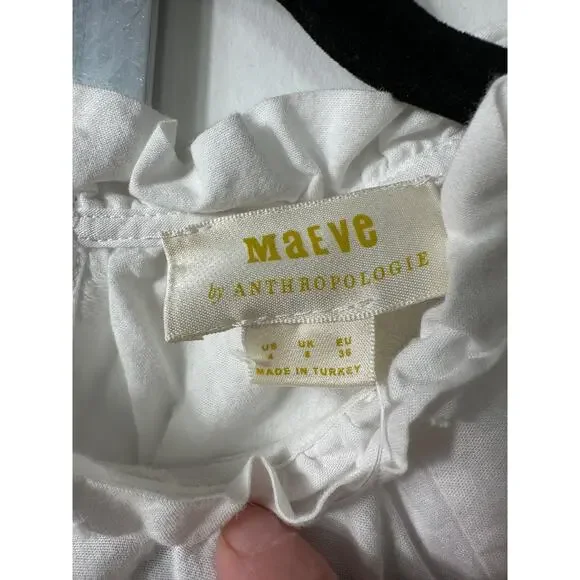 MaEVe
by ANTHROPOLOGIE
US UK EU
4 8 36
MADE IN TURKEY